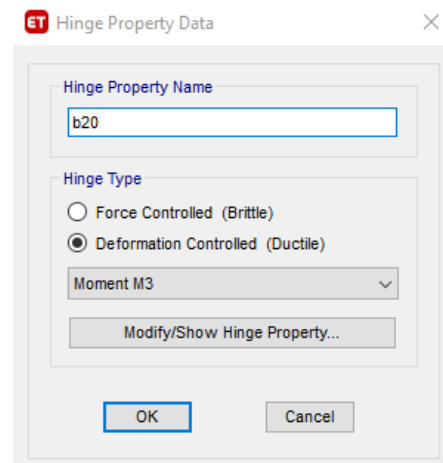 ET Hinge Property Data
Hinge Property Name
b20
Hinge Type
Force Controlled (Brittle)
Deformation Controlled (Ductile)
Moment M3
Modify/Show Hinge Property...
OK Cancel